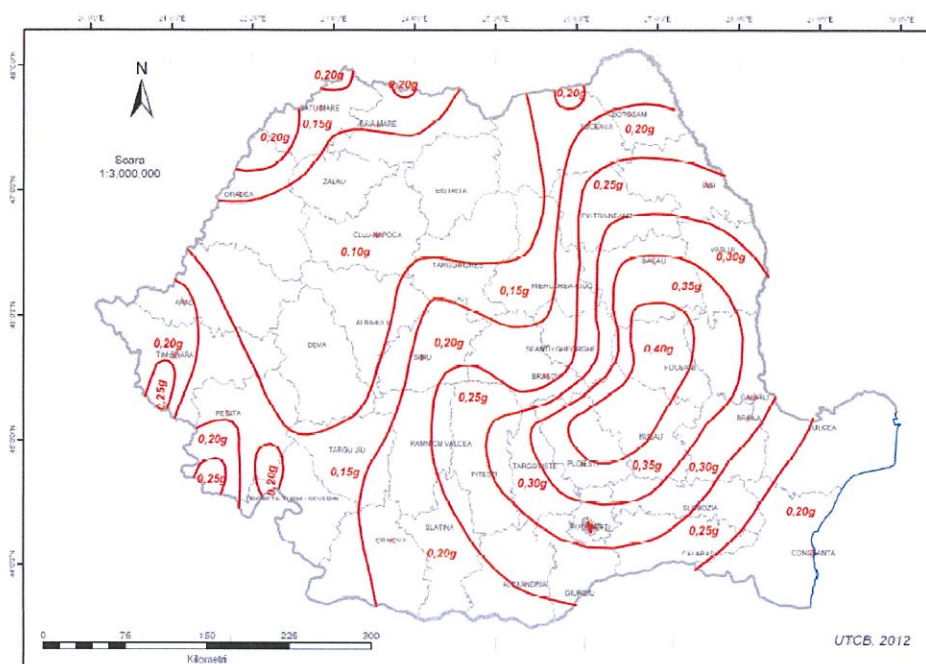 N
Scara
1:3,000,000
0,20g
0,20g
0,20g
SATU MARE
0,15g
BAIA MARE
BOTOSANI
SUCEAVA
0,20g
0,20g
ZALAU
0,25g
IASI
ORADEA
BISTRITA
PIATRA NEAMT
CLUJ-NAPOCA
0,10g
VASLUI
0,30g
TARGU MURES
BACAU
0,15g
MIERCUREA-CIUC
0,35g
ARAD
ALBA IULIA
0,20g
TIMISOARA
DEVA
0,20g
SIBIU
SFANTU GHEORGHE
0,40g
BRASOV
FOCSANI
0,25g
0,25g
GALATI
RESITA
BRAILA
TULCEA
0,20g
TARGU JIU
RAMNICU VALCEA
BUZAU
0,25g
0,20g
0,15g
PITESTI
TARGOVISTE
PLOIESTI
0,35g
0,30g
0,30g
SLOBOZIA
0,20g
SLATINA
BUCURESTI
0,25g
CRAIOVA
0,20g
CALARASI
CONSTANTA
ALEXANDRIA
GIURGIU
0
75
150
225
300
Kilometri
UTCB, 2012